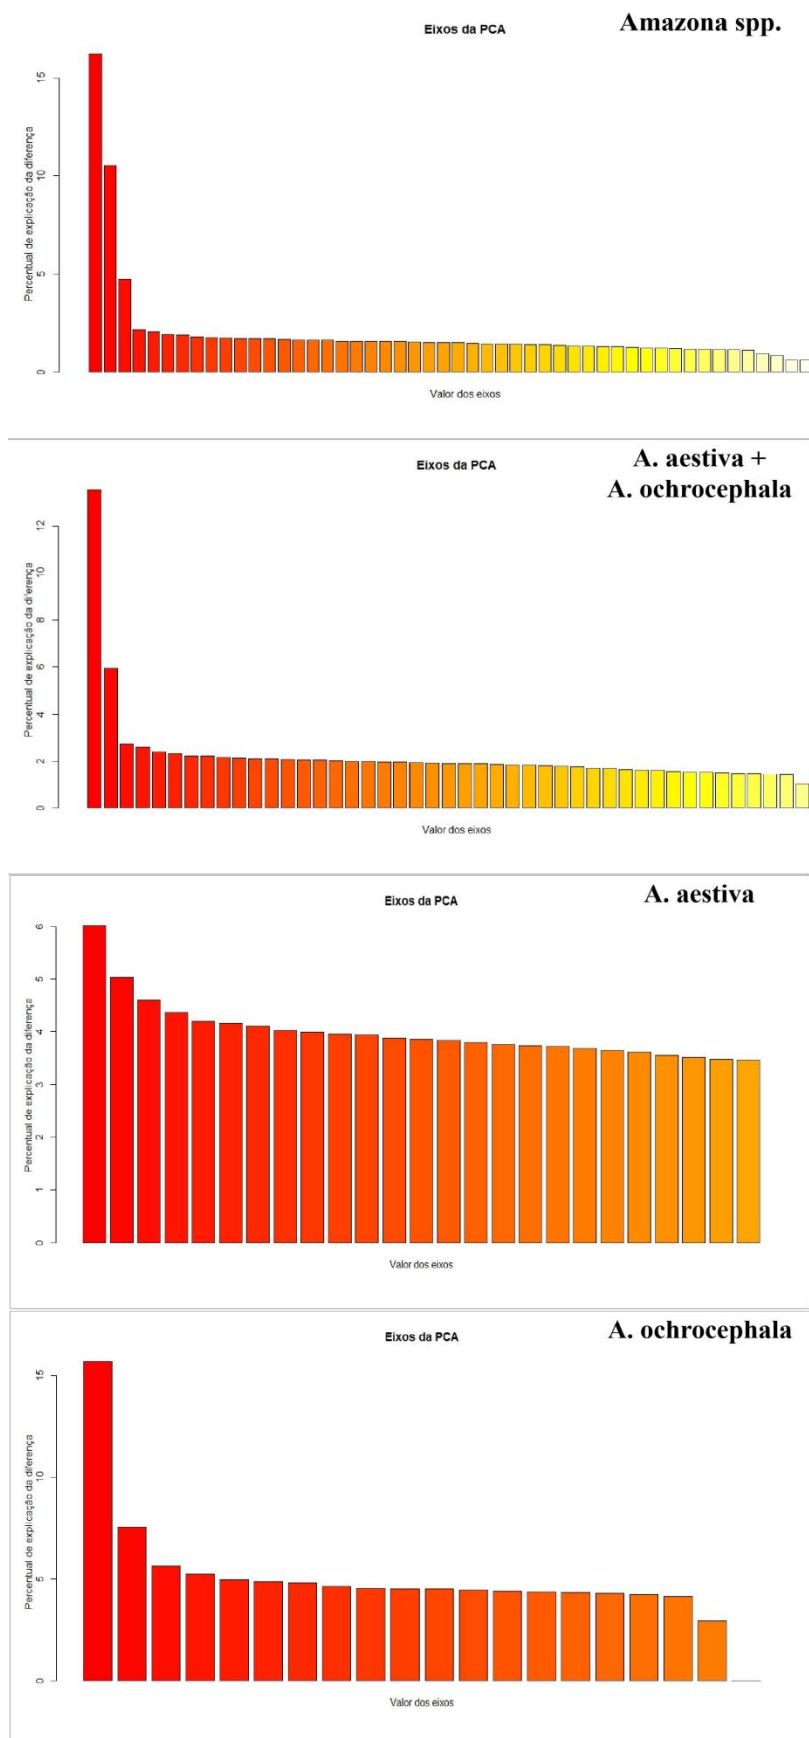 Eixos da PCA
Amazona spp.
Percentual de explicação da diferença
15
10
5
0
Valor dos eixos
Eixos da PCA
A. aestiva +
A. ochrocephala
Percentual de explicação da diferença
12
10
8
6
4
2
0
Valor dos eixos
Eixos da PCA
A. aestiva
Percentual de explicação da diferença
6
5
4
3
2
1
0
Valor dos eixos
Eixos da PCA
A. ochrocephala
Percentual de explicação da diferença
15
10
5
0
Valor dos eixos